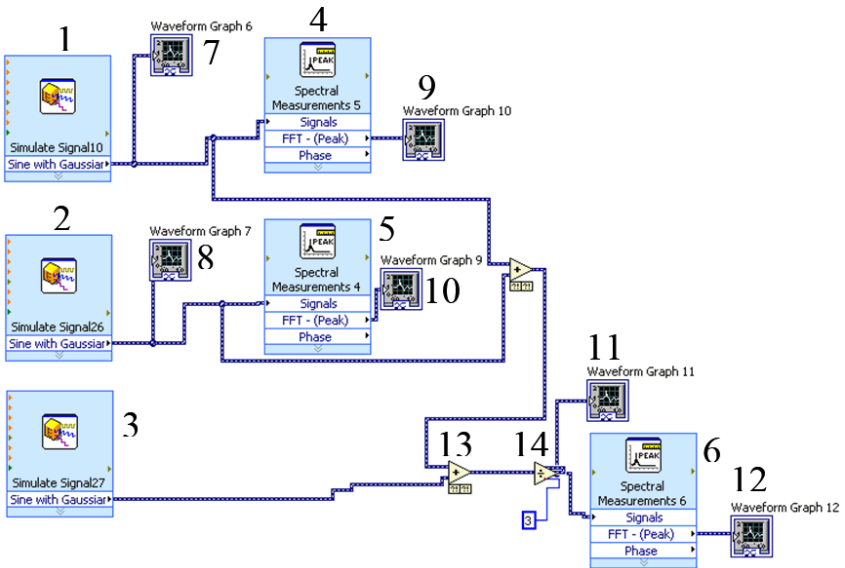 1
Waveform Graph 6
7
4
PEAK
Spectral
Measurements 5
Signals
FFT - (Peak)
Phase
9
Waveform Graph 10
Simulate Signal10
Sine with Gaussiar
2
Waveform Graph 7
8
5
PEAK
Spectral
Measurements 4
Signals
FFT - (Peak)
Phase
Waveform Graph 9
10
+
Simulate Signal26
Sine with Gaussiar
3
Simulate Signal27
Sine with Gaussiar
13
+
14
÷
3
11
Waveform Graph 11
6
PEAK
Spectral
Measurements 6
Signals
FFT - (Peak)
Phase
12
Waveform Graph 12